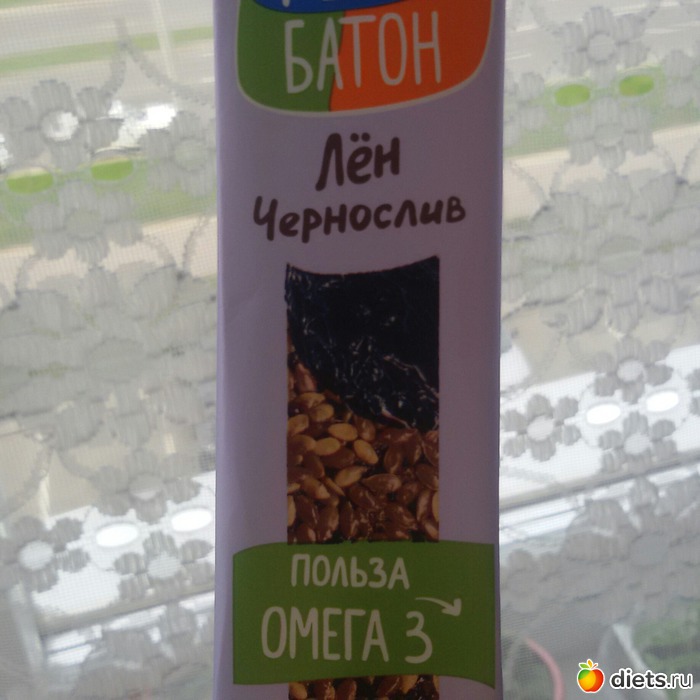 БАТОН
Лён
Чернослив
ПОЛЬЗА
ОМЕГА 3
diets.ru